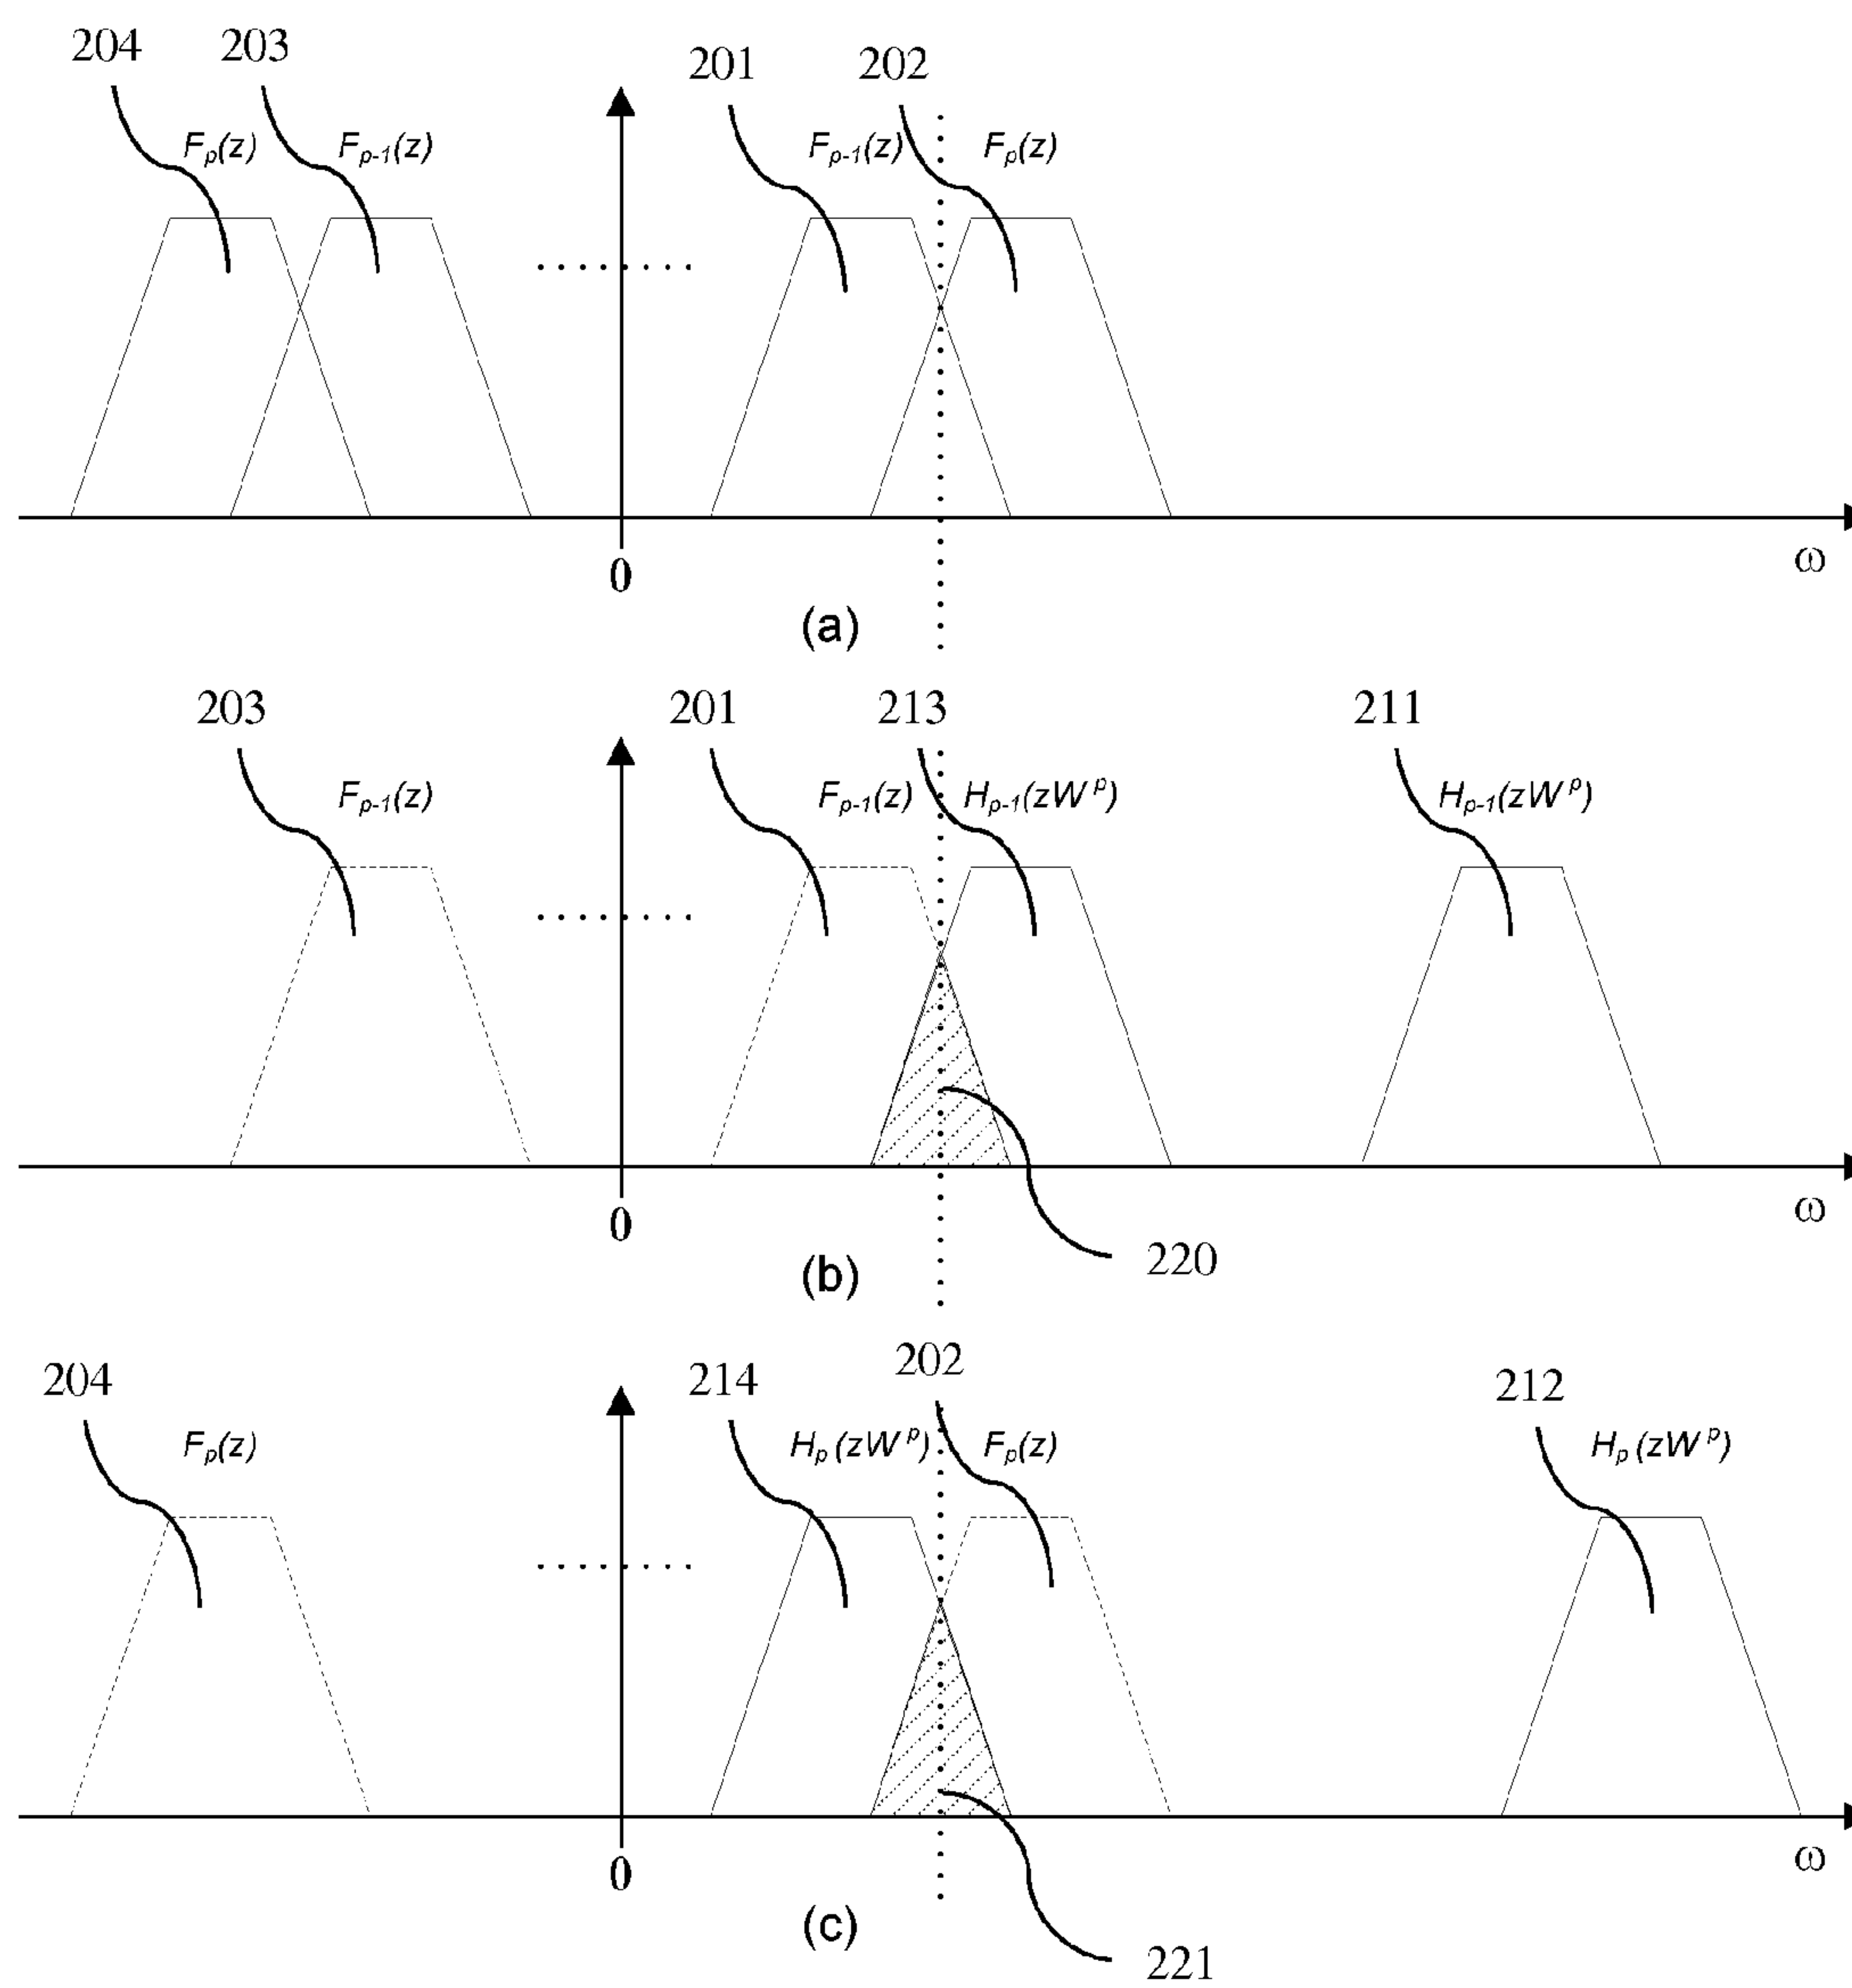 204 203 201 202
Fp(z) Fp-1(z) Fp-1(z) Fp(z)
0 ω
(a)
203 201 213 211
Fp-1(z) Fp-1(z) Hp-1(zW^p) Hp-1(zW^p)
0 ω
(b) 220
204 214 202 212
Fp(z) Hp(zW^p) Fp(z) Hp(zW^p)
0 ω
(c)
221